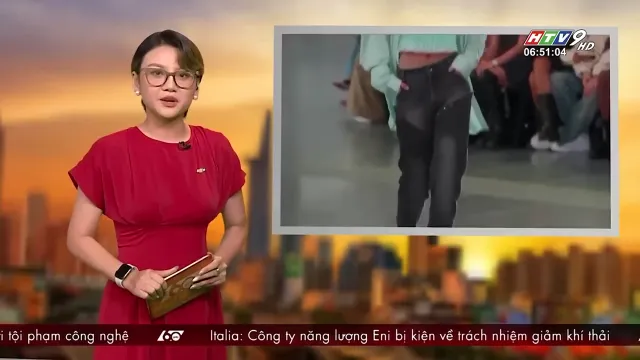 HTV9 HD
06:51:04
i tội phạm công nghệ 60 Italia: Công ty năng lượng Eni bị kiện về trách nhiệm giảm khí thải